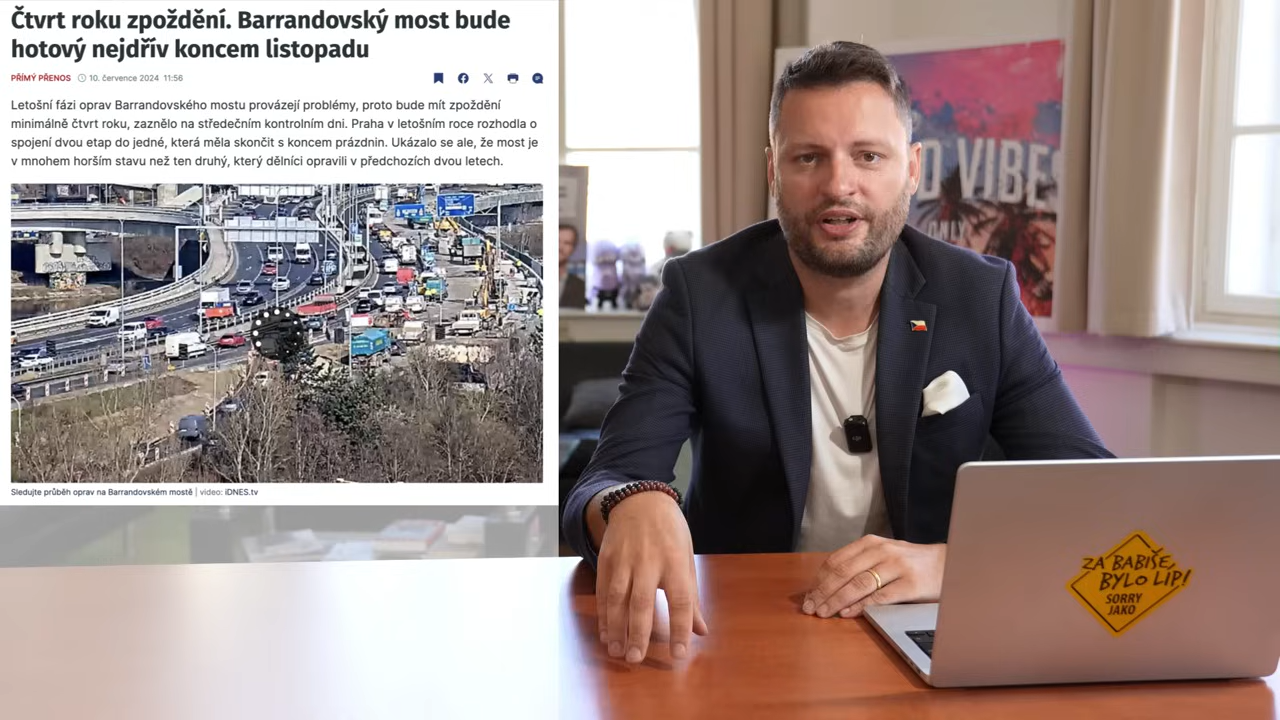 Čtvrt roku zpoždění. Barrandovský most bude
hotový nejdřív koncem listopadu
PŘÍMÝ PŘENOS 10. července 2024 11:56
Letošní fázi oprav Barrandovského mostu provázejí problémy, proto bude mít zpoždění
minimálně čtvrt roku, zaznělo na středečním kontrolním dni. Praha v letošním roce rozhodla o
spojení dvou etap do jedné, která měla skončit s koncem prázdnin. Ukázalo se ale, že most je
v mnohem horším stavu než ten druhý, který dělníci opravili v předchozích dvou letech.
Sledujte průběh oprav na Barrandovském mostě | video: iDNES.tv
D VIBES
ONLY
ZA BABIŠE,
BYLO LÍP!
SORRY
JAKO